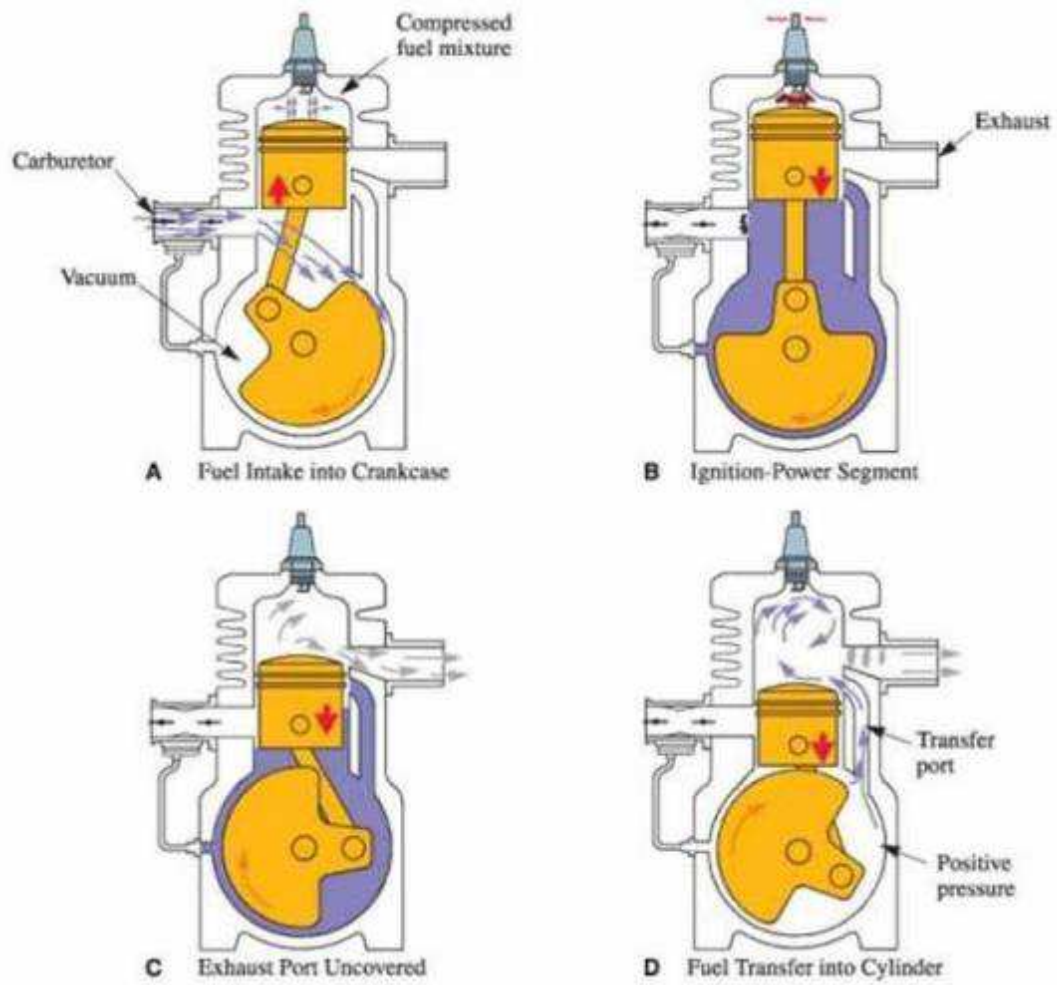 Compressed
fuel mixture
Carburetor
Vacuum
A Fuel Intake into Crankcase
Exhaust
B Ignition-Power Segment
C Exhaust Port Uncovered
Transfer
port
Positive
pressure
D Fuel Transfer into Cylinder